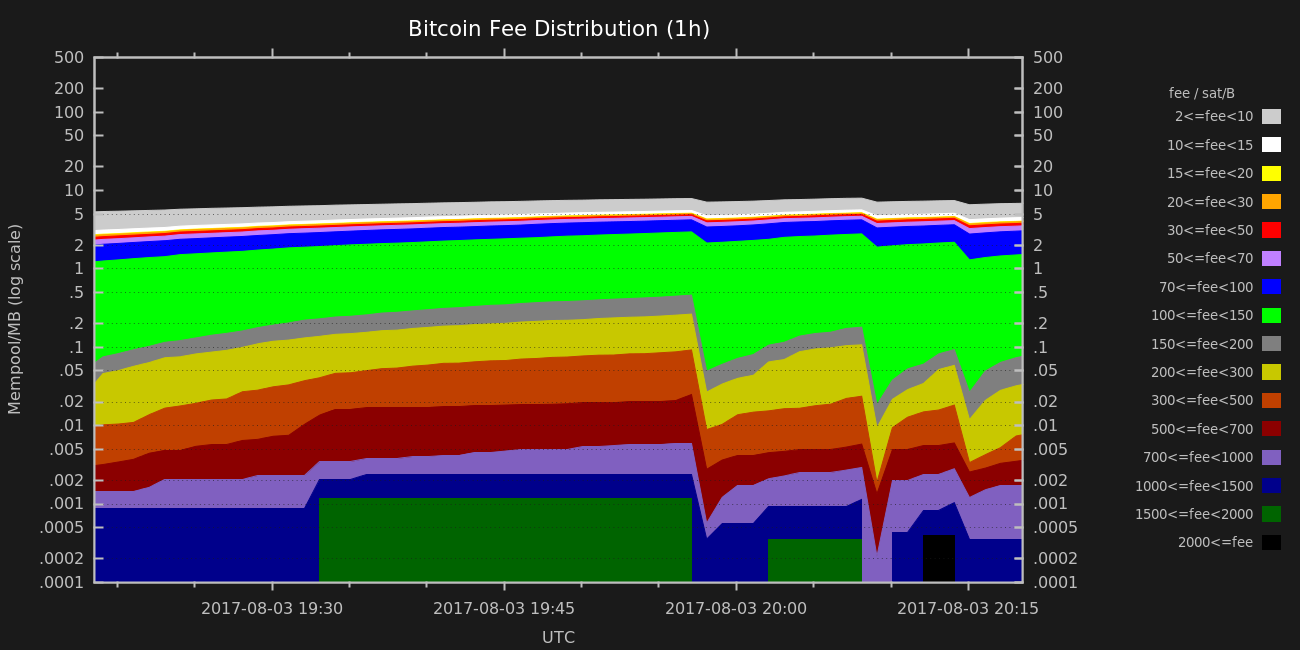 Bitcoin Fee Distribution (1h)
500 500
200 200
100 100
50 50
20 20
10 10
5 5
2 2
1 1
.5 .5
.2 .2
.1 .1
.05 .05
.02 .02
.01 .01
.005 .005
.002 .002
.001 .001
.0005 .0005
.0002 .0002
.0001 .0001
Mempool/MB (log scale)
2017-08-03 19:30 2017-08-03 19:45 2017-08-03 20:00 2017-08-03 20:15
UTC
fee / sat/B
2<=fee<10
10<=fee<15
15<=fee<20
20<=fee<30
30<=fee<50
50<=fee<70
70<=fee<100
100<=fee<150
150<=fee<200
200<=fee<300
300<=fee<500
500<=fee<700
700<=fee<1000
1000<=fee<1500
1500<=fee<2000
2000<=fee